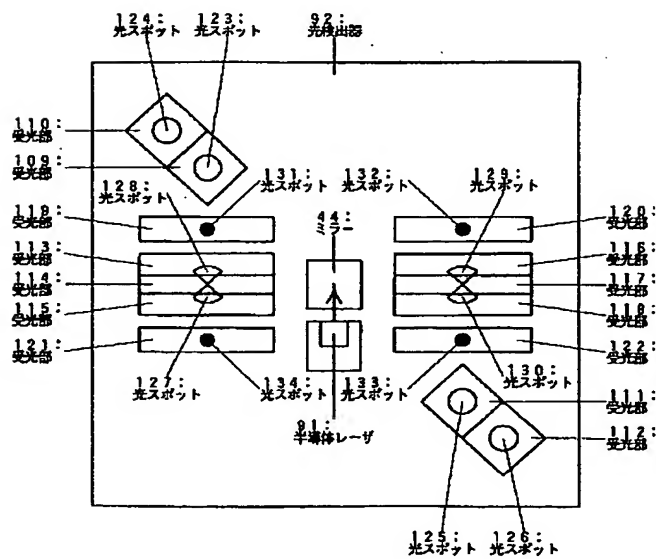 124:
光スポット
123:
光スポット
92:
光検出器
110:
受光部
109:
受光部
128:
光スポット
131:
光スポット
132:
光スポット
129:
光スポット
44:
ミラー
119:
受光部
120:
受光部
113:
受光部
116:
受光部
114:
受光部
117:
受光部
115:
受光部
118:
受光部
121:
受光部
122:
受光部
127:
光スポット
134:
光スポット
133:
光スポット
130:
光スポット
91:
半導体レーザ
111:
受光部
112:
受光部
125:
光スポット
126:
光スポット